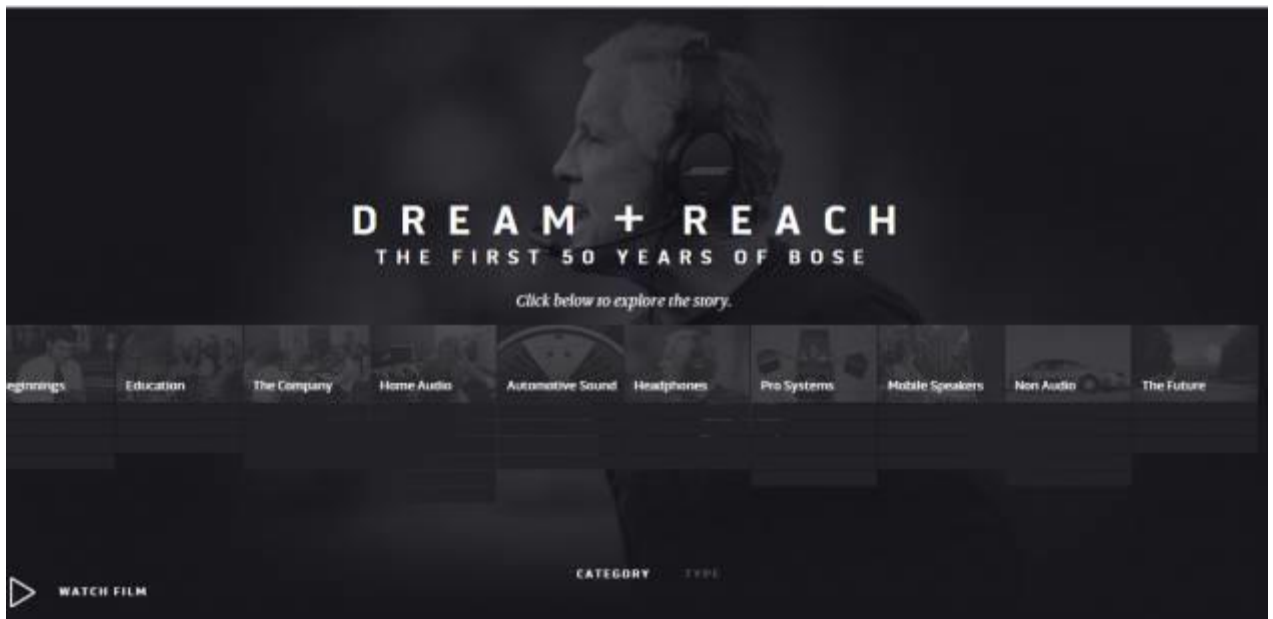 DREAM + REACH
THE FIRST 50 YEARS OF BOSE
Click below to explore the story.
eginnings Education The Company Home Audio Automotive Sound Headphones Pro Systems Mobile Speakers Non Audio The Future
CATEGORY TYPE
WATCH FILM